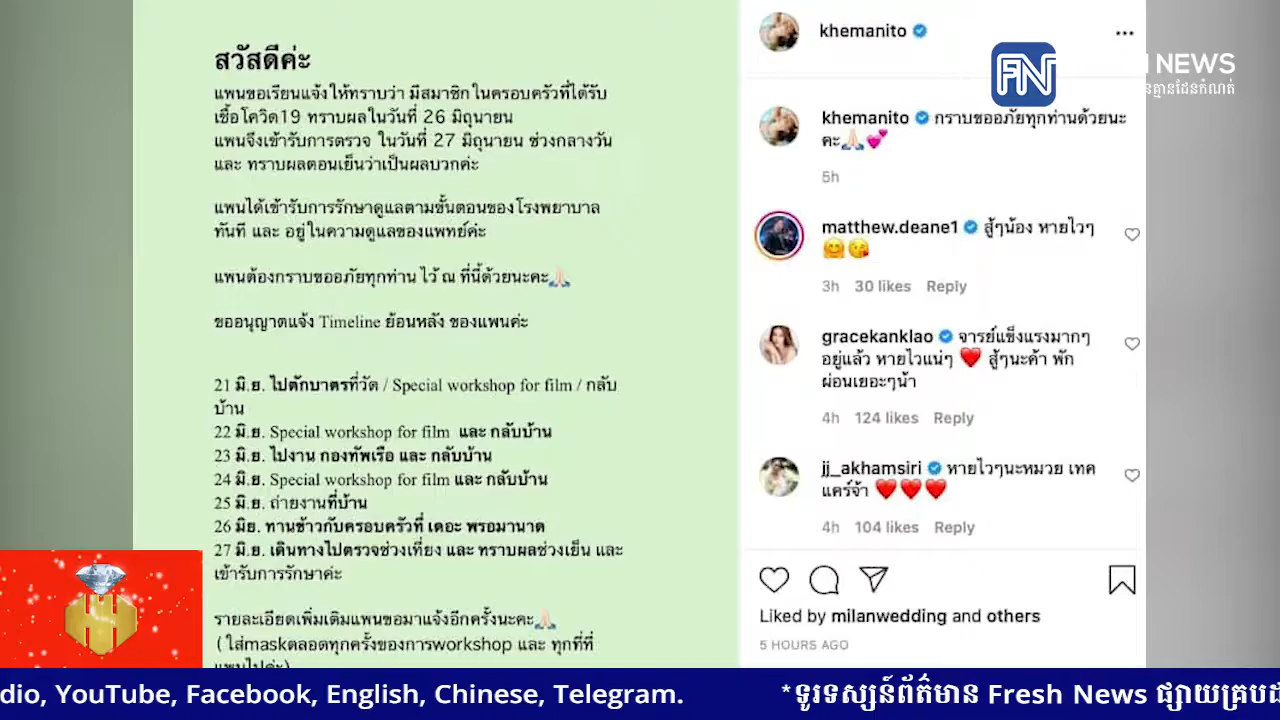 สวัสดีค่ะ
แพนขอเรียนแจ้งให้ทราบว่า มีสมาชิกในครอบครัวที่ได้รับ
เชื้อโควิด19 ทราบผลในวันที่ 26 มิถุนายน
แพนจึงเข้ารับการตรวจ ในวันที่ 27 มิถุนายน ช่วงกลางวัน
และ ทราบผลตอนเย็นว่าเป็นผลบวกค่ะ
แพนได้เข้ารับการรักษาดูแลตามขั้นตอนของโรงพยาบาล
ทันที และ อยู่ในความดูแลของแพทย์ค่ะ
แพนต้องกราบขออภัยทุกท่าน ไว้ ณ ที่นี้ด้วยนะคะ🙏🏻
ขออนุญาตแจ้ง Timeline ย้อนหลัง ของแพนค่ะ
21 มิ.ย. ไปตักบาตรที่วัด / Special workshop for film / กลับ
บ้าน
22 มิ.ย. Special workshop for film และ กลับบ้าน
23 มิ.ย. ไปงาน กองทัพเรือ และ กลับบ้าน
24 มิ.ย. Special workshop for film และ กลับบ้าน
25 มิ.ย. ถ่ายงานที่บ้าน
26 มิย. ทานข้าวกับครอบครัวที่ เดอะ พรอมานาด
27 มิ.ย. เดินทางไปตรวจช่วงเที่ยง และ ทราบผลช่วงเย็น และ
เข้ารับการรักษาค่ะ
รายละเอียดเพิ่มเติมแพนขอมาแจ้งอีกครั้งนะคะ🙏🏻
(ใส่maskตลอดทุกครั้งของการworkshop และ ทุกที่ที่
แพนไปค่ะ)
khemanito
khemanito กราบขออภัยทุกท่านด้วยนะ
คะ🙏🏻💕
5h
matthew.deane1 สู้ๆน้อง หายไวๆ
🤗😘
3h 30 likes Reply
gracekanklao จารย์แข็งแรงมากๆ
อยู่แล้ว หายไวแน่ๆ ❤️ สู้ๆนะค้า พัก
ผ่อนเยอะๆน้า
4h 124 likes Reply
jj_akhamsiri หายไวๆนะหมวย เทค
แคร์จ้า ❤️❤️❤️
4h 104 likes Reply
Liked by milanwedding and others
5 HOURS AGO
FN NEWS
គ្មានដែនកំណត់
dio, YouTube, Facebook, English, Chinese, Telegram. *ទូរទស្សន៍ព័ត៌មាន Fresh News ផ្សាយគ្រប